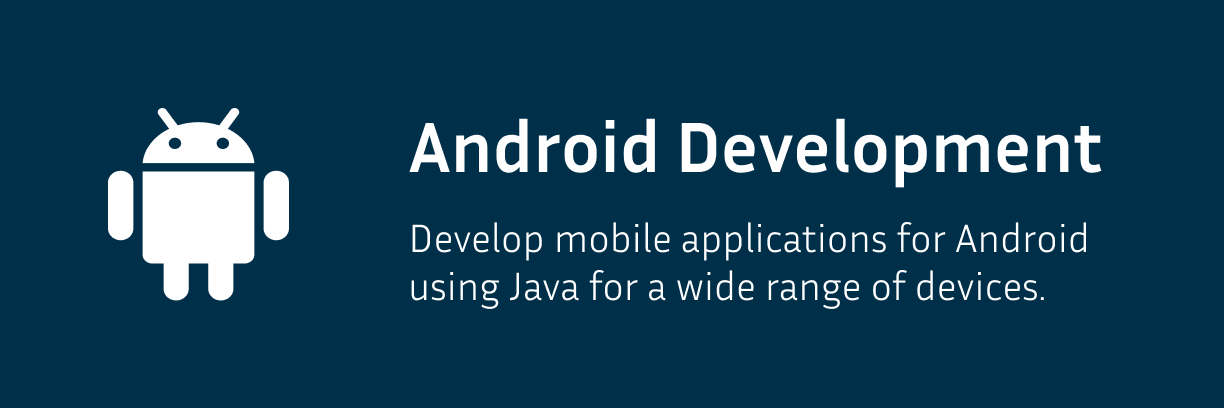 Android Development
Develop mobile applications for Android
using Java for a wide range of devices.